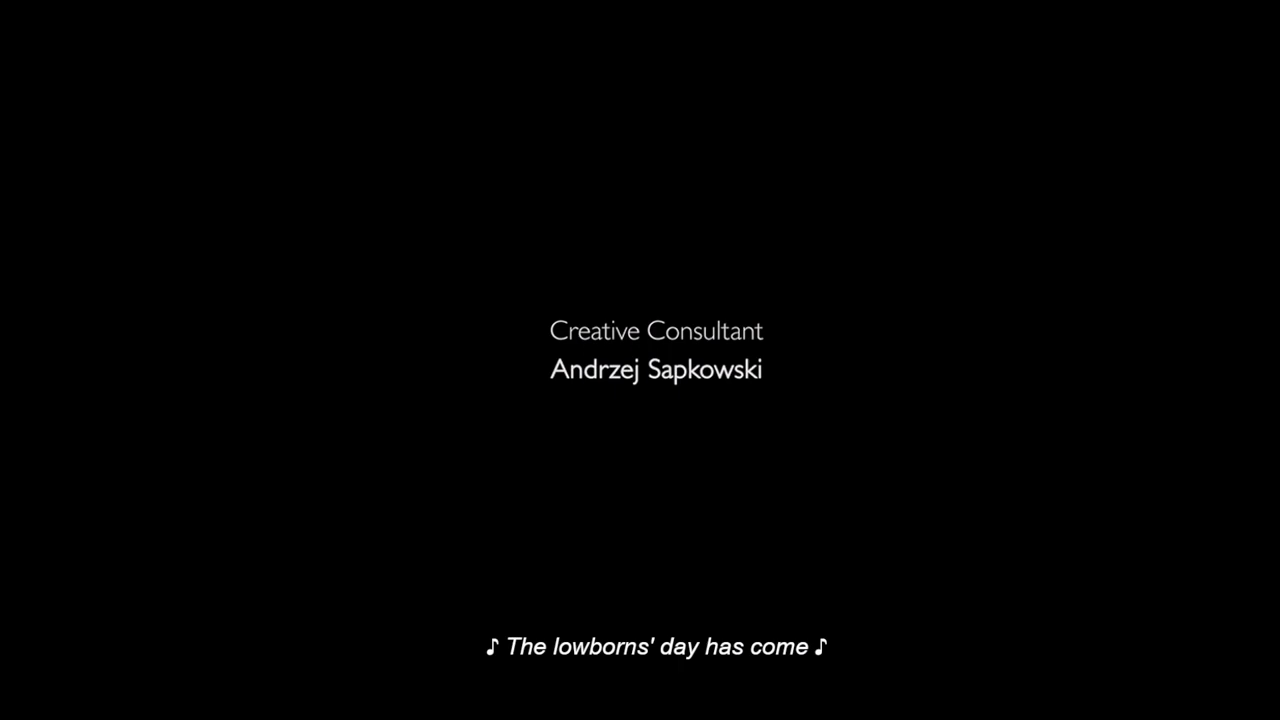 Creative Consultant
Andrzej Sapkowski
♪ The lowborns' day has come ♪